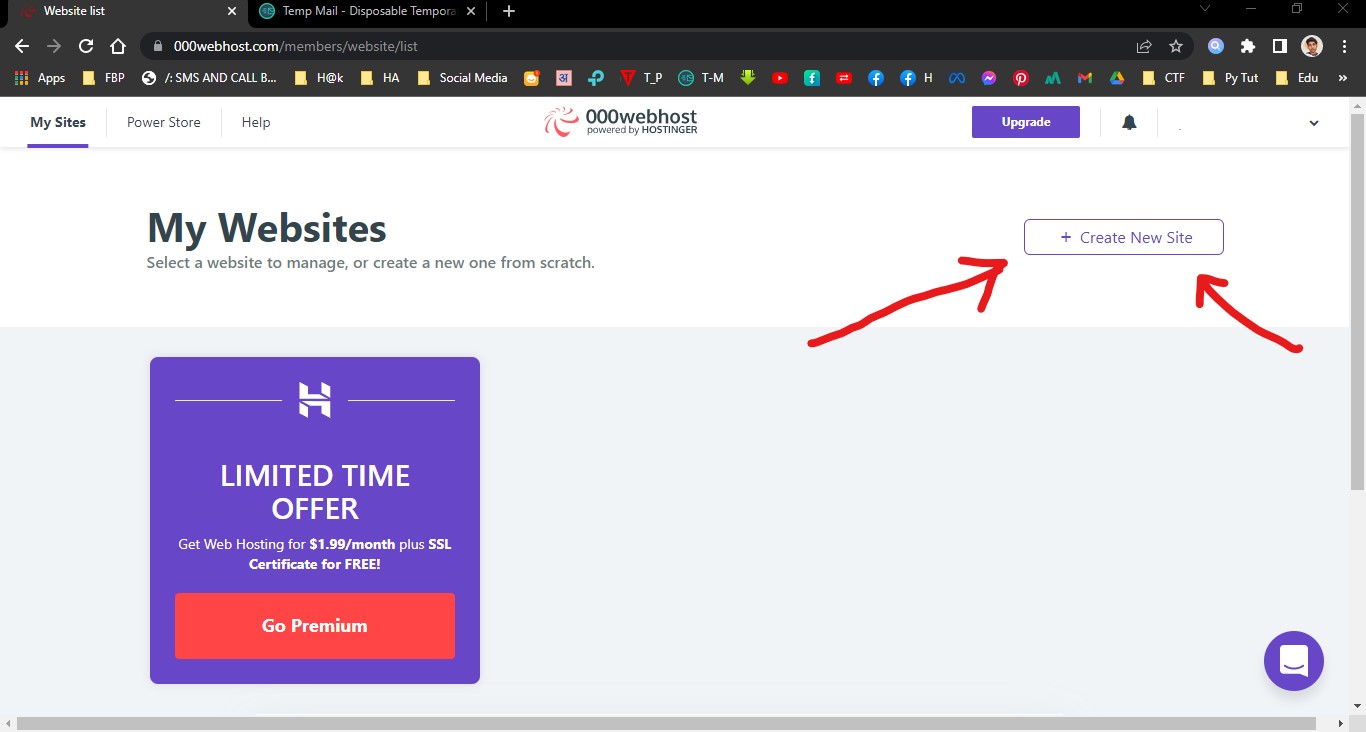 Website list
Temp Mail - Disposable Tempora
000webhost.com/members/website/list
Apps
FBP
/: SMS AND CALL B...
H@k
HA
Social Media
T_P
T-M
H
CTF
Py Tut
Edu
»
My Sites
Power Store
Help
000webhost
powered by HOSTINGER
Upgrade
My Websites
+ Create New Site
Select a website to manage, or create a new one from scratch.
LIMITED TIME
OFFER
Get Web Hosting for $1.99/month plus SSL
Certificate for FREE!
Go Premium